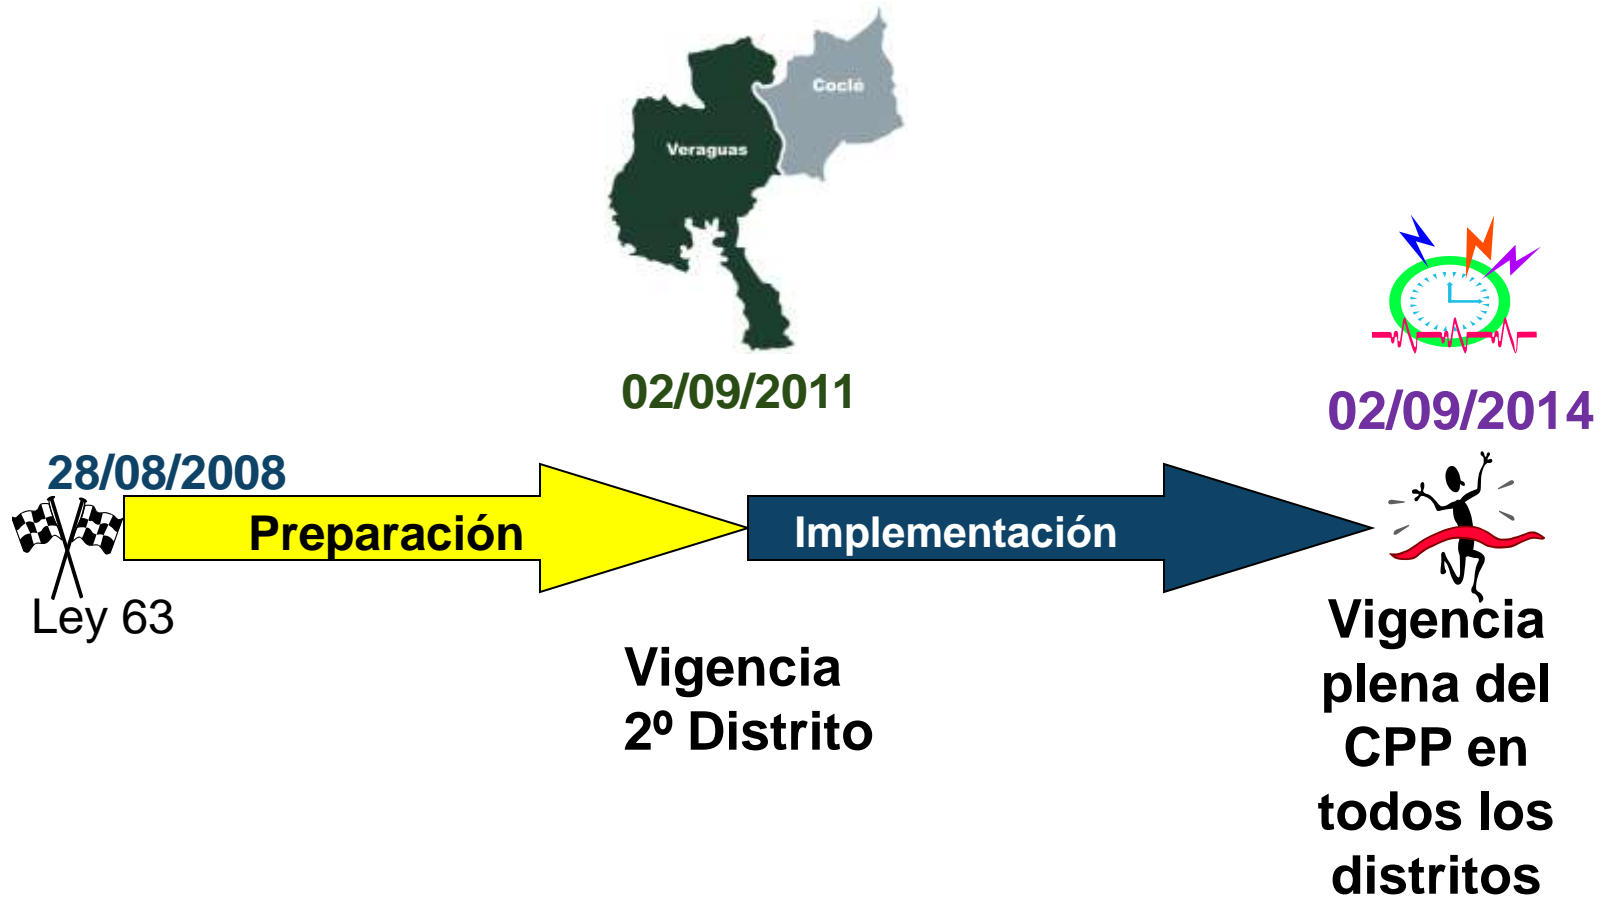 Coclé
Veraguas
02/09/2011
02/09/2014
28/08/2008
Preparación
Implementación
Ley 63
Vigencia
2º Distrito
Vigencia
plena del
CPP en
todos los
distritos